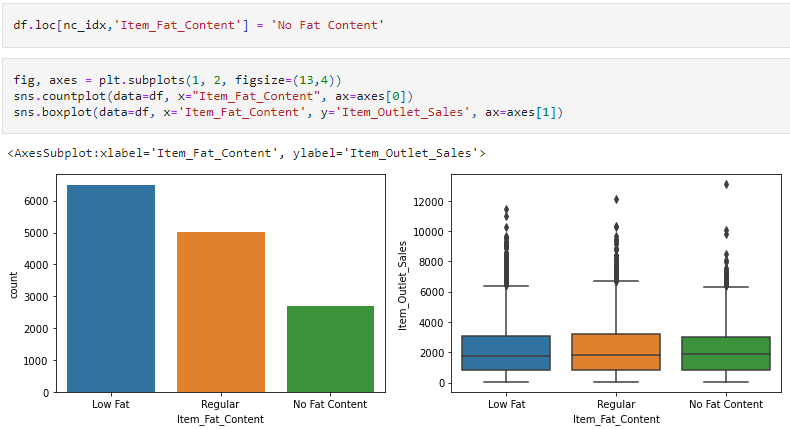 df.loc[nc_idx,'Item_Fat_Content'] = 'No Fat Content'
fig, axes = plt.subplots(1, 2, figsize=(13,4))
sns.countplot(data=df, x="Item_Fat_Content", ax=axes[0])
sns.boxplot(data=df, x='Item_Fat_Content', y='Item_Outlet_Sales', ax=axes[1])
<AxesSubplot:xlabel='Item_Fat_Content', ylabel='Item_Outlet_Sales'>
6000
5000
4000
3000
2000
1000
0
count
Low Fat Regular No Fat Content
Item_Fat_Content
12000
10000
8000
6000
4000
2000
0
Item_Outlet_Sales
Low Fat Regular No Fat Content
Item_Fat_Content